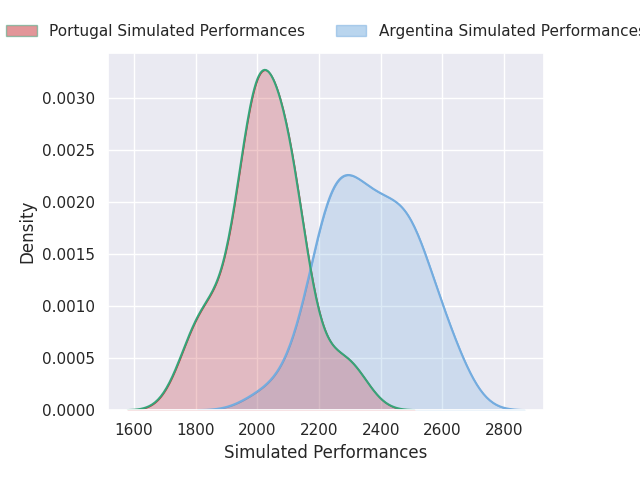 Portugal Simulated Performances Argentina Simulated Performances
0.0030
0.0025
0.0020
0.0015
0.0010
0.0005
0.0000
Density
1600 1800 2000 2200 2400 2600 2800
Simulated Performances